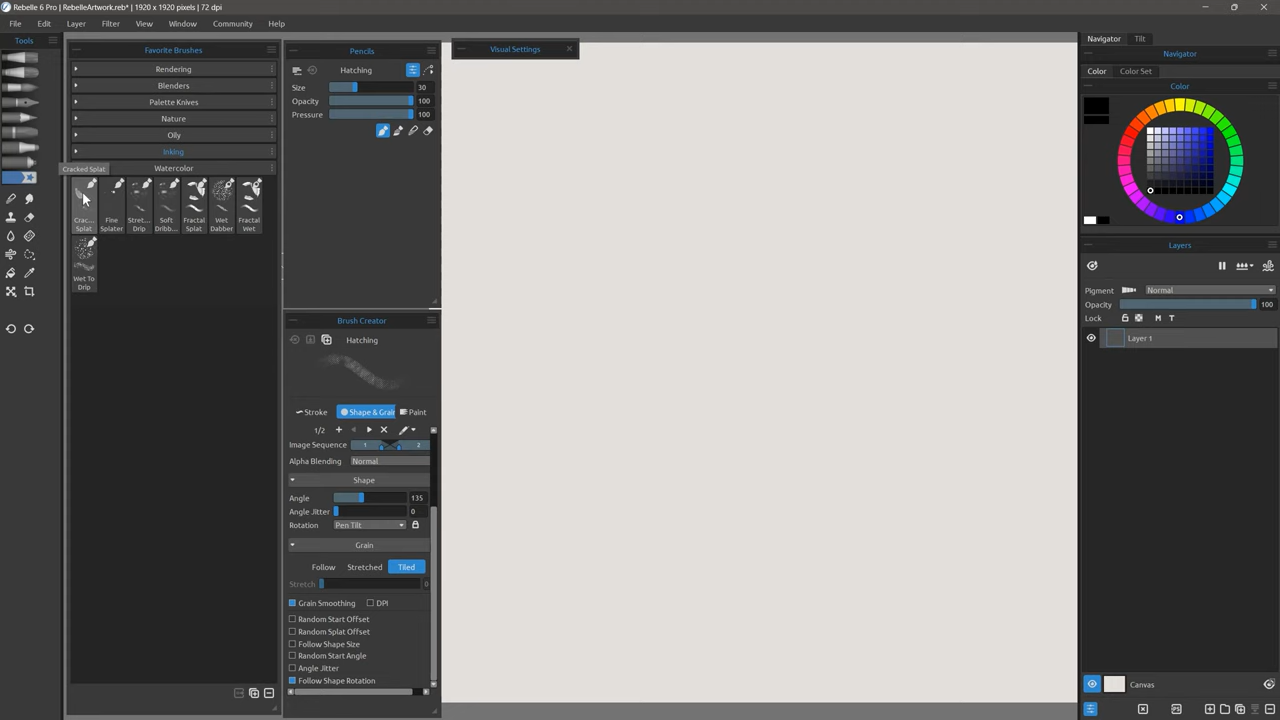 Rebelle 6 Pro | RebelleArtwork.reb* | 1920 x 1920 pixels | 72 dpi
File Edit Layer Filter View Window Community Help
Tools
Favorite Brushes
Rendering
Blenders
Palette Knives
Nature
Oily
Inking
Watercolor
Cracked Splat
Crac... Splat
Fine Splater
Stret... Drip
Soft Dribb...
Fractal Splat
Wet Dabber
Fractal Wet
Wet To Drip
Pencils
Hatching
Size 30
Opacity 100
Pressure 100
Brush Creator
Hatching
Stroke Shape & Grain Paint
1/2
Image Sequence 1 2
Alpha Blending Normal
Shape
Angle 135
Angle Jitter 0
Rotation Pen Tilt
Grain
Follow Stretched Tiled
Stretch 0
Grain Smoothing DPI
Random Start Offset
Random Splat Offset
Follow Shape Size
Random Start Angle
Angle Jitter
Follow Shape Rotation
Visual Settings
Navigator Tilt
Navigator
Color Color Set
Color
Layers
Pigment Normal
Opacity 100
Lock M T
Layer 1
Canvas